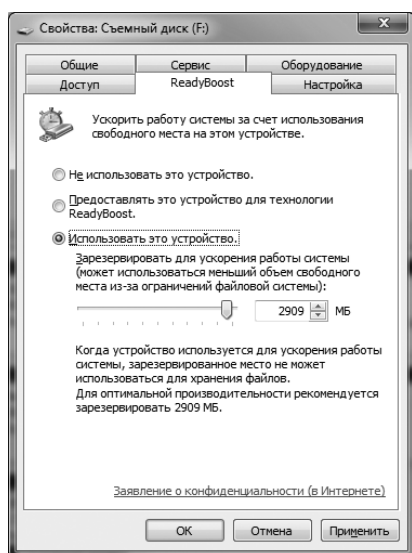 Свойства: Съемный диск (F:)
Общие Сервис Оборудование
Доступ ReadyBoost Настройка
Ускорить работу системы за счет использования
свободного места на этом устройстве.
Не использовать это устройство.
Предоставлять это устройство для технологии
ReadyBoost.
Использовать это устройство.
Зарезервировать для ускорения работы системы
(может использоваться меньший объем свободного
места из-за ограничений файловой системы):
2909 МБ
Когда устройство используется для ускорения работы
системы, зарезервированное место не может
использоваться для хранения файлов.
Для оптимальной производительности рекомендуется
зарезервировать 2909 МБ.
Заявление о конфиденциальности (в Интернете)
ОК Отмена Применить